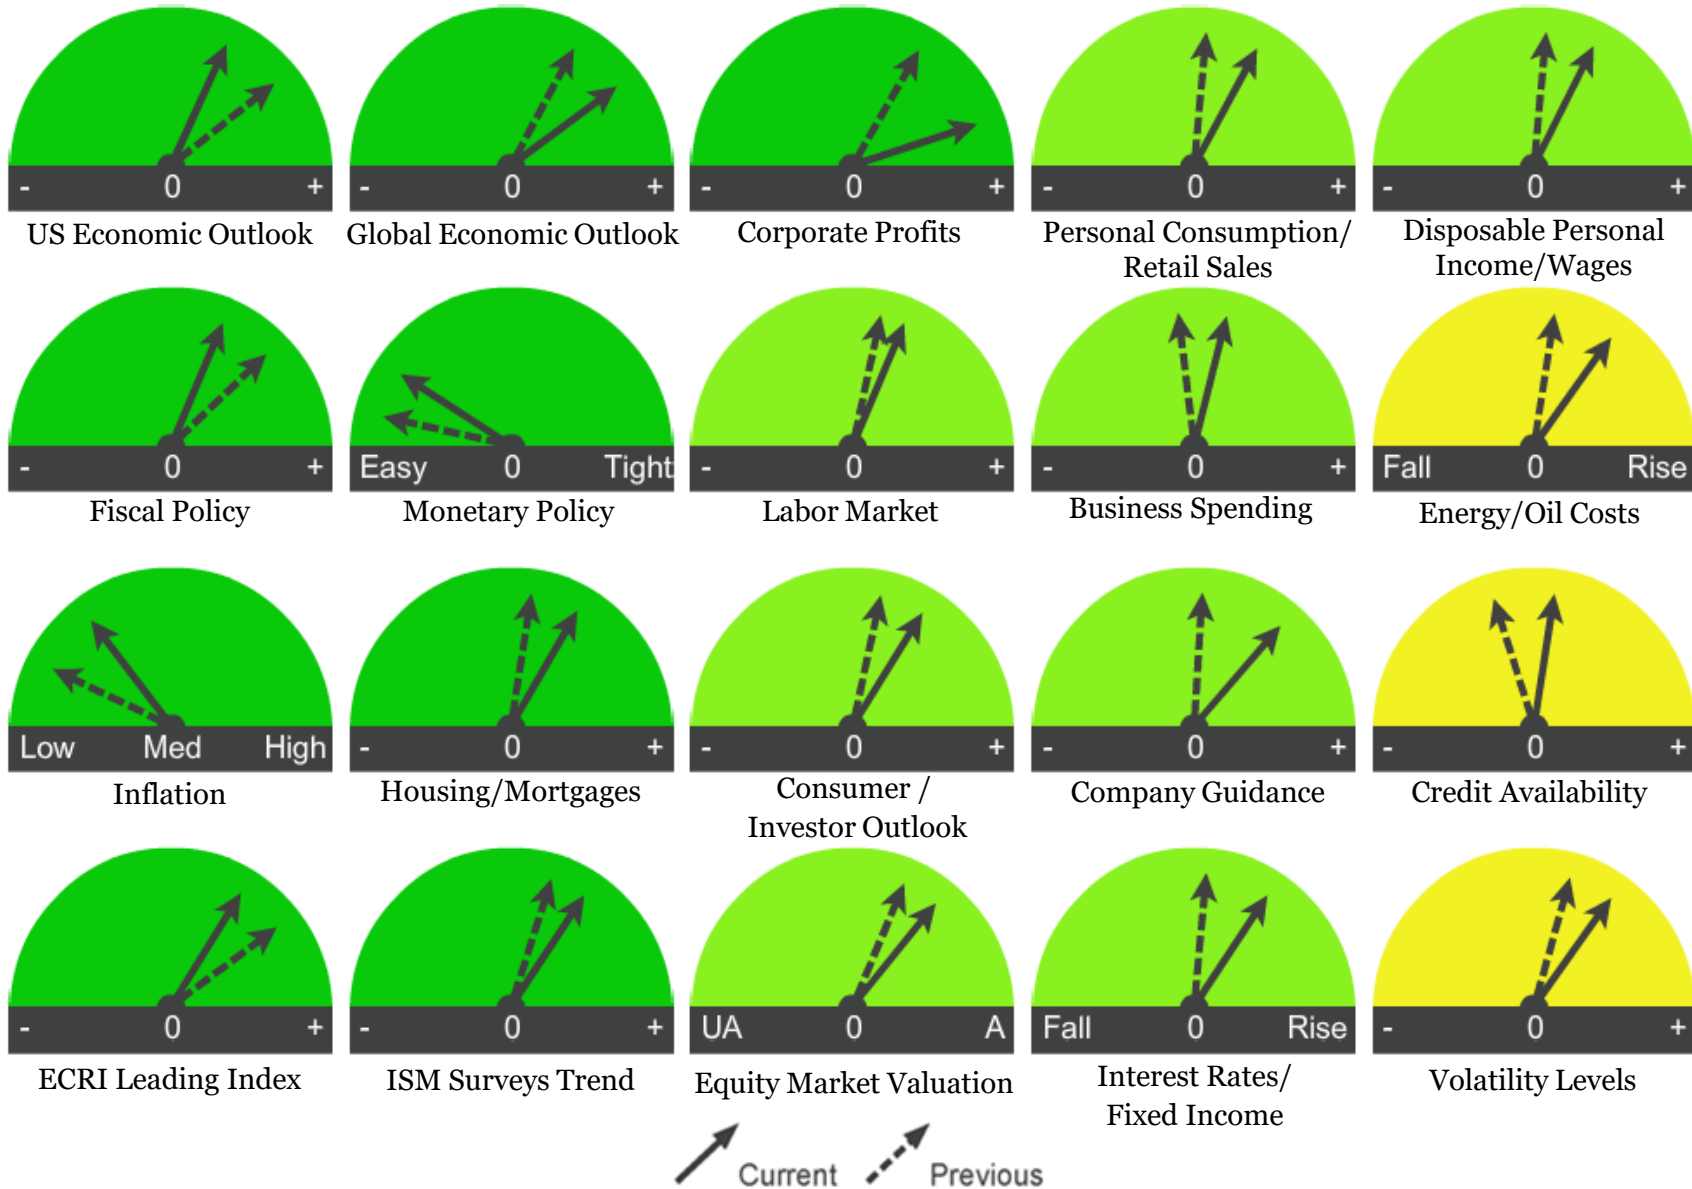 - 0 +
US Economic Outlook
- 0 +
Global Economic Outlook
- 0 +
Corporate Profits
- 0 +
Personal Consumption/
Retail Sales
- 0 +
Disposable Personal
Income/Wages
- 0 +
Fiscal Policy
Easy 0 Tight
Monetary Policy
- 0 +
Labor Market
- 0 +
Business Spending
Fall 0 Rise
Energy/Oil Costs
Low Med High
Inflation
- 0 +
Housing/Mortgages
- 0 +
Consumer /
Investor Outlook
- 0 +
Company Guidance
- 0 +
Credit Availability
- 0 +
ECRI Leading Index
- 0 +
ISM Surveys Trend
UA 0 A
Equity Market Valuation
Fall 0 Rise
Interest Rates/
Fixed Income
- 0 +
Volatility Levels
Current
Previous